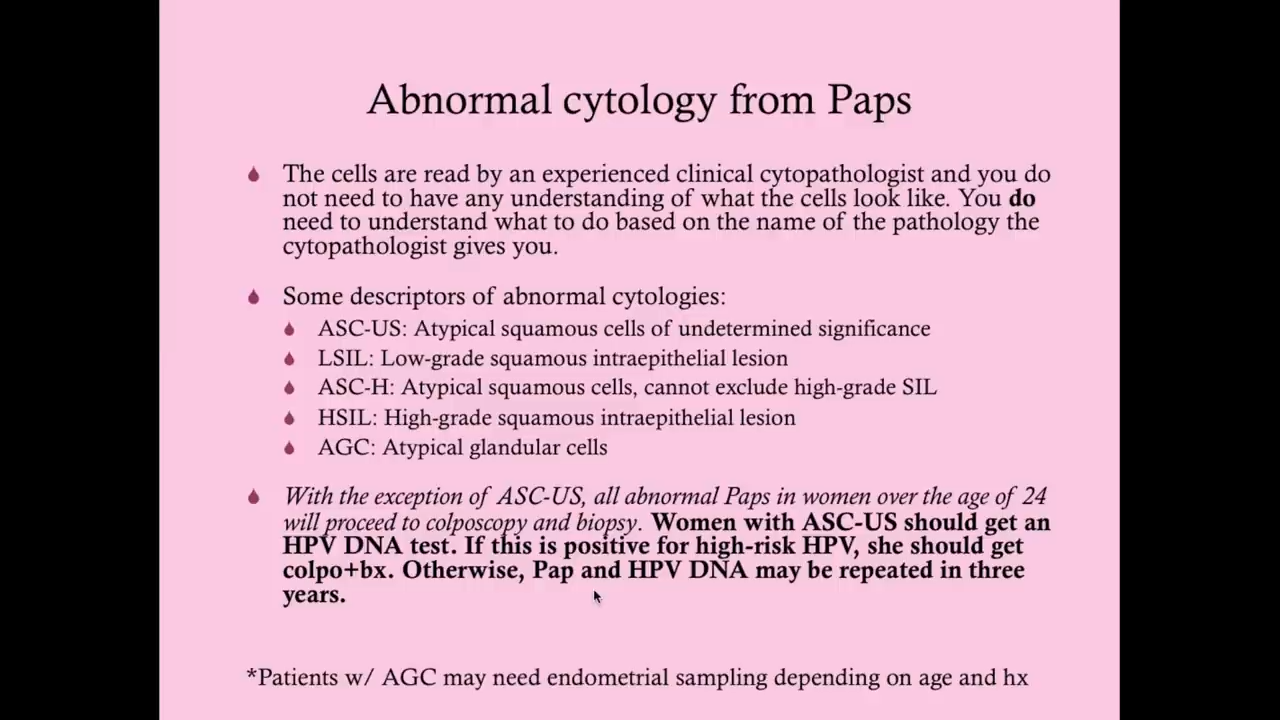 Abnormal cytology from Paps
The cells are read by an experienced clinical cytopathologist and you do
not need to have any understanding of what the cells look like. You do
need to understand what to do based on the name of the pathology the
cytopathologist gives you.
Some descriptors of abnormal cytologies:
ASC-US: Atypical squamous cells of undetermined significance
LSIL: Low-grade squamous intraepithelial lesion
ASC-H: Atypical squamous cells, cannot exclude high-grade SIL
HSIL: High-grade squamous intraepithelial lesion
AGC: Atypical glandular cells
With the exception of ASC-US, all abnormal Paps in women over the age of 24
will proceed to colposcopy and biopsy. Women with ASC-US should get an
HPV DNA test. If this is positive for high-risk HPV, she should get
colpo+bx. Otherwise, Pap and HPV DNA may be repeated in three
years.
*Patients w/ AGC may need endometrial sampling depending on age and hx